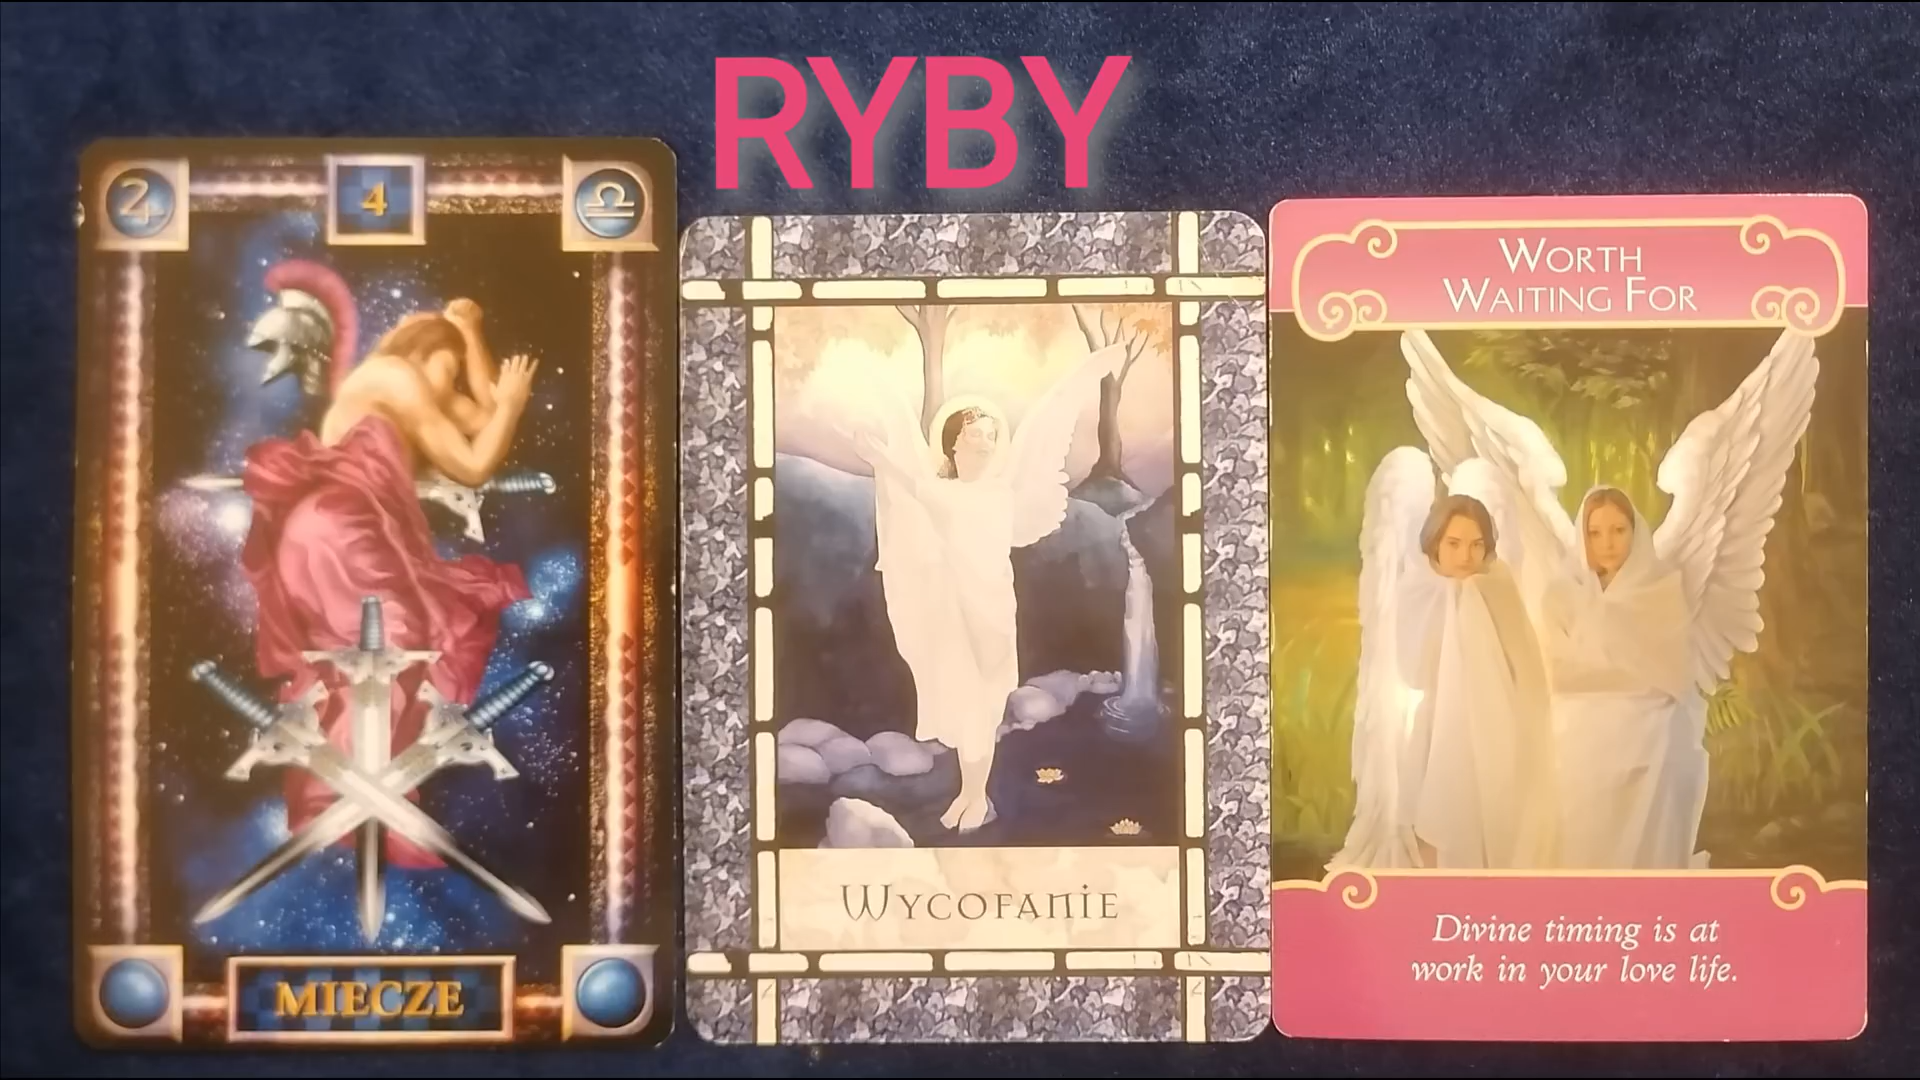 RYBY
4
MIECZE
WYCOFANIE
WORTH
WAITING FOR
Divine timing is at
work in your love life.